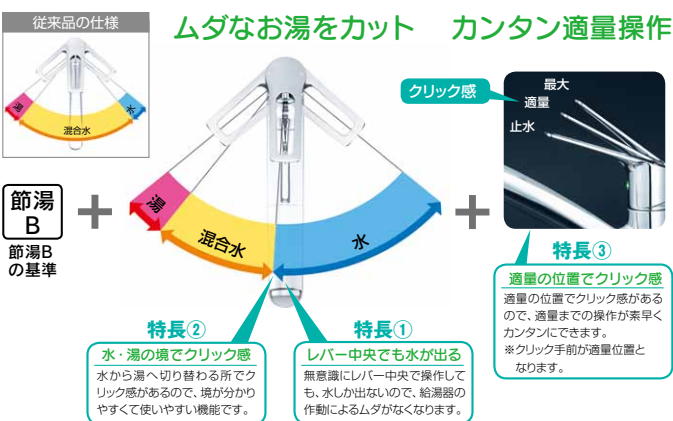 従来品の仕様
湯
混合水
水
ムダなお湯をカット
カンタン適量操作
節湯
B
節湯B
の基準
+
湯
混合水
水
+
クリック感
最大
適量
止水
特長③
適量の位置でクリック感
適量の位置でクリック感がある
ので、適量までの操作が素早く
カンタンにできます。
※クリック手前が適量位置と
なります。
特長②
水・湯の境でクリック感
水から湯へ切り替わる所でク
リック感があるので、境が分かり
やすくて使いやすい機能です。
特長①
レバー中央でも水が出る
無意識にレバー中央で操作して
も、水しか出ないので、給湯器の
作動によるムダがなくなります。